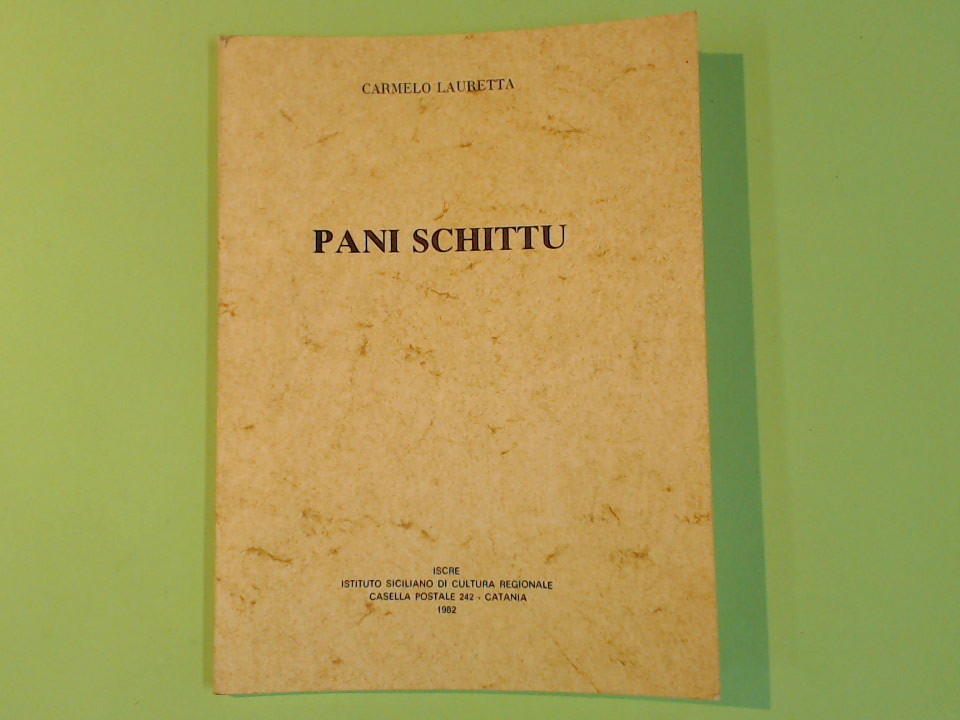 CARMELO LAURETTA
PANI SCHITTU
ISCRE
ISTITUTO SICILIANO DI CULTURA REGIONALE
CASELLA POSTALE 242 - CATANIA
1982